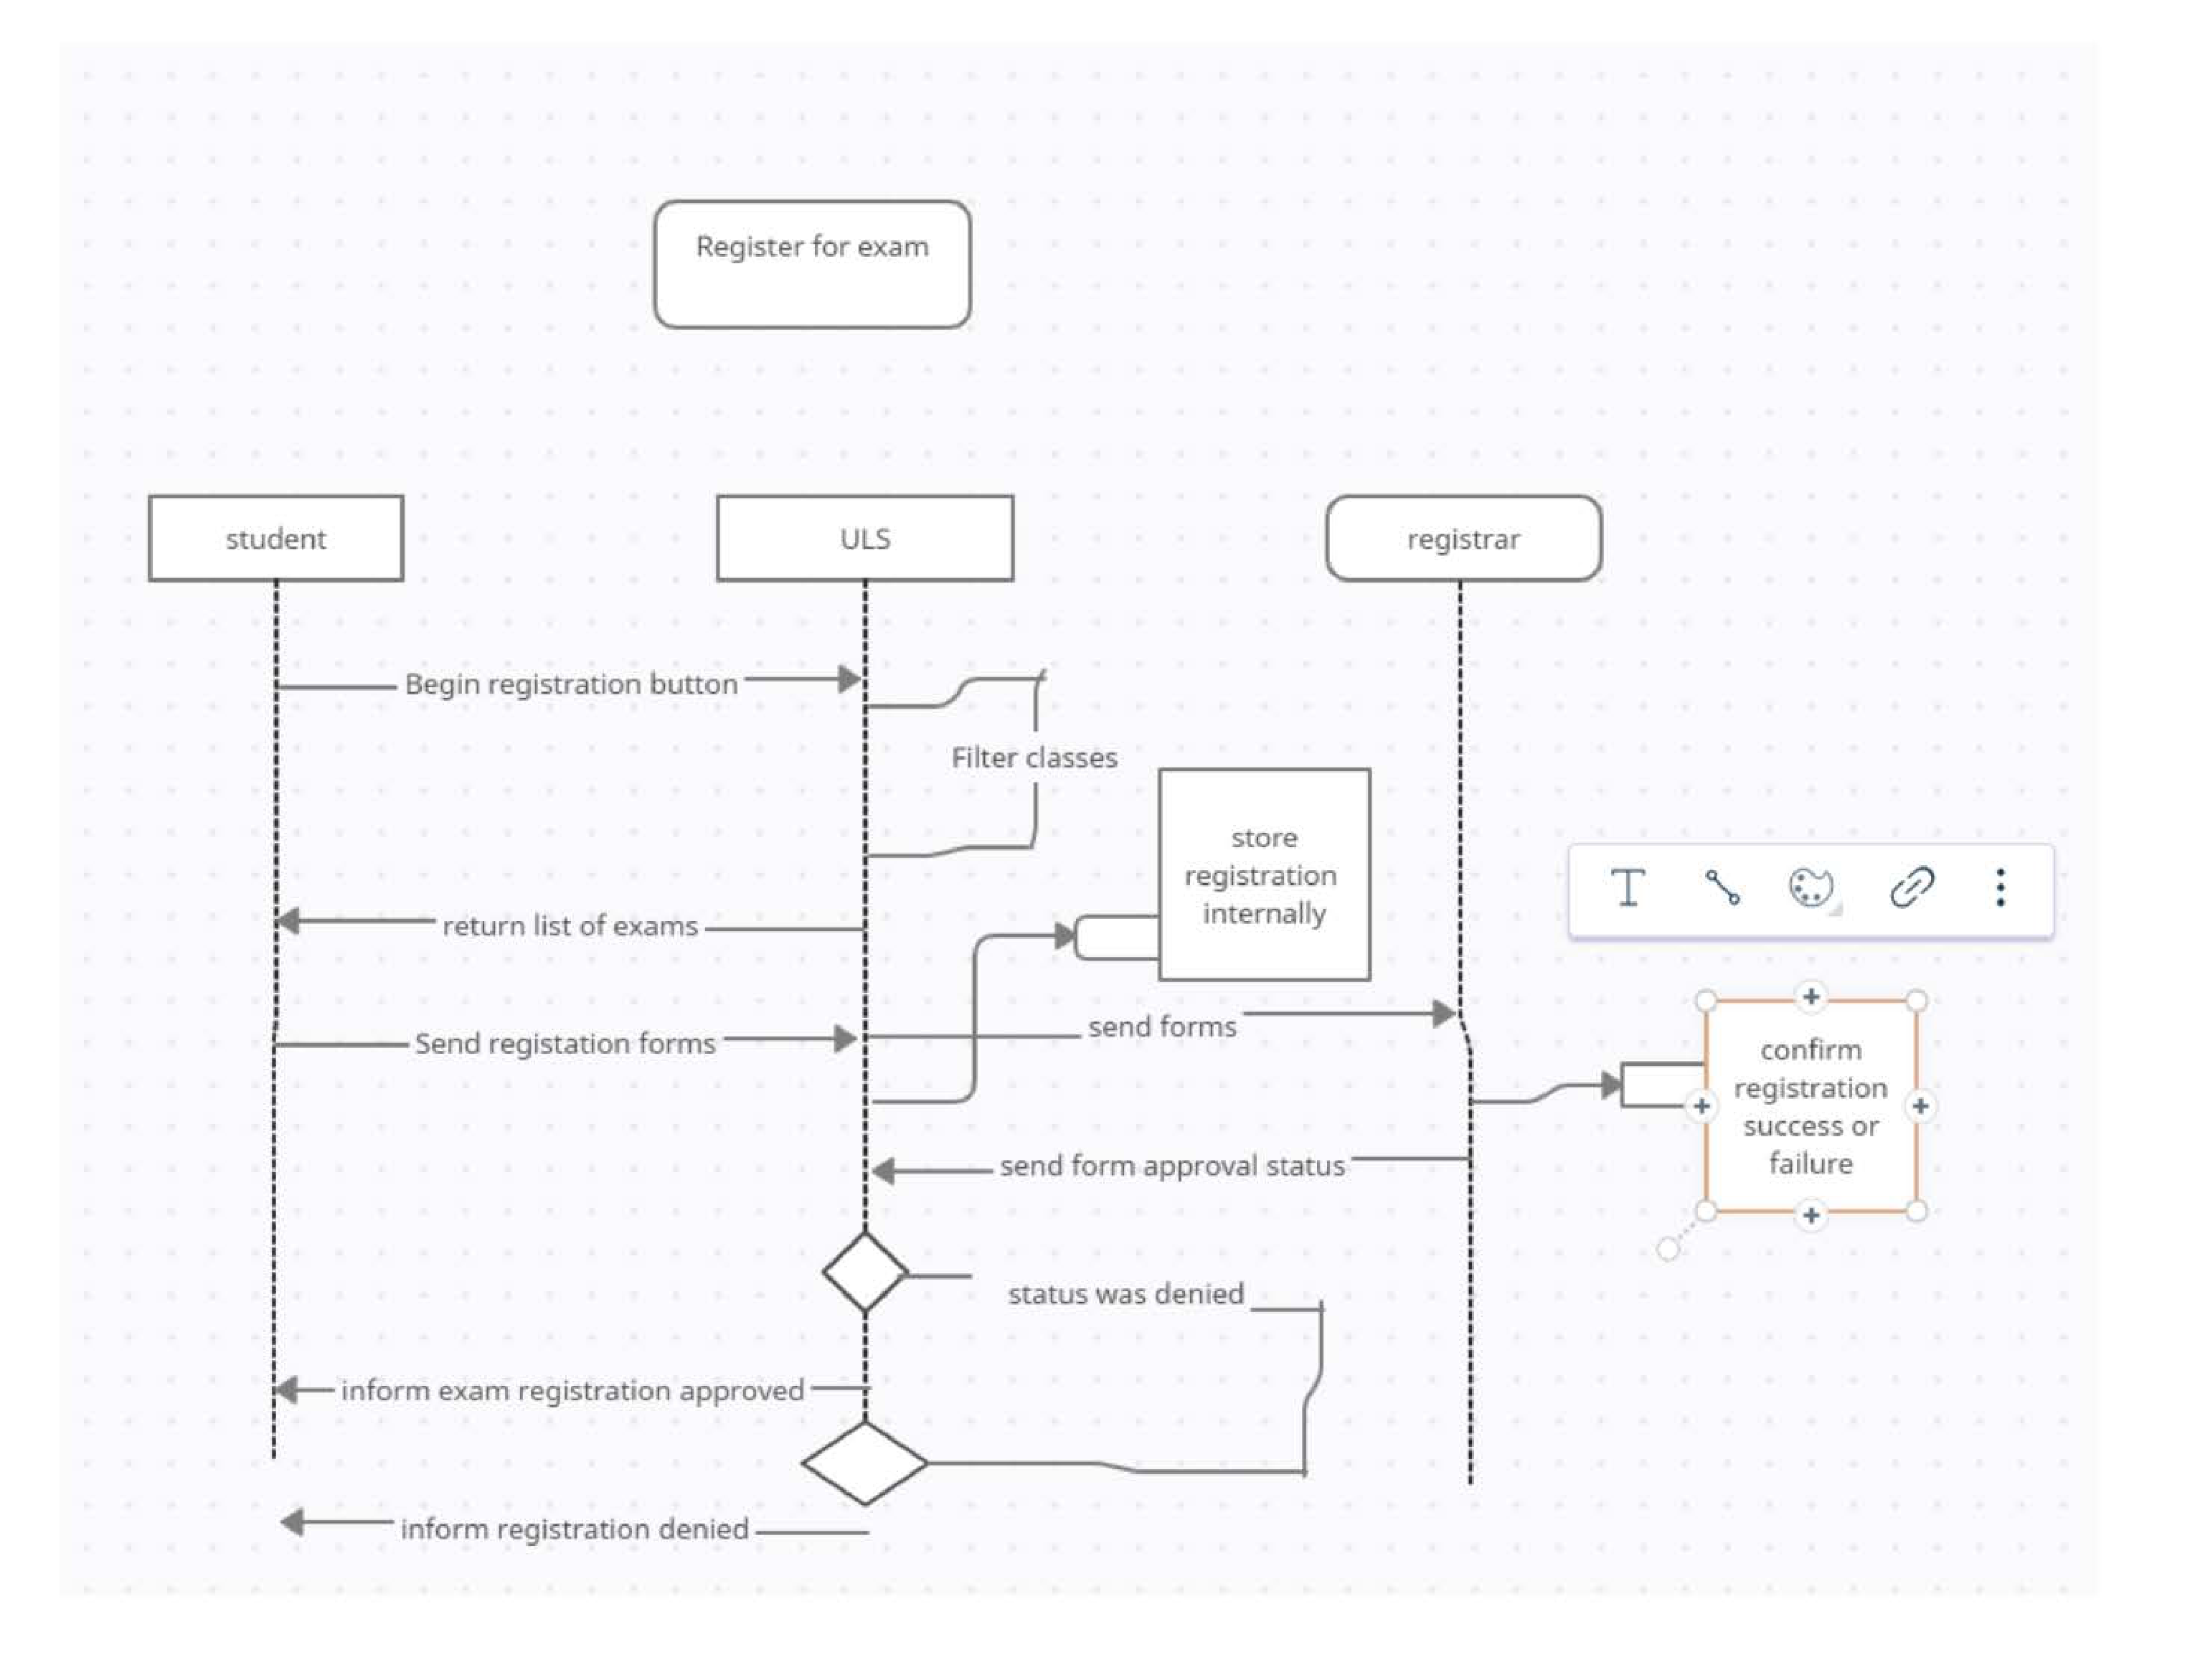 Register for exam
student
ULS
registrar
Begin registration button
Filter classes
store
registration
internally
return list of exams
send forms
Send registation forms
confirm
registration
success or
failure
send form approval status
status was denied
inform exam registration approved
inform registration denied